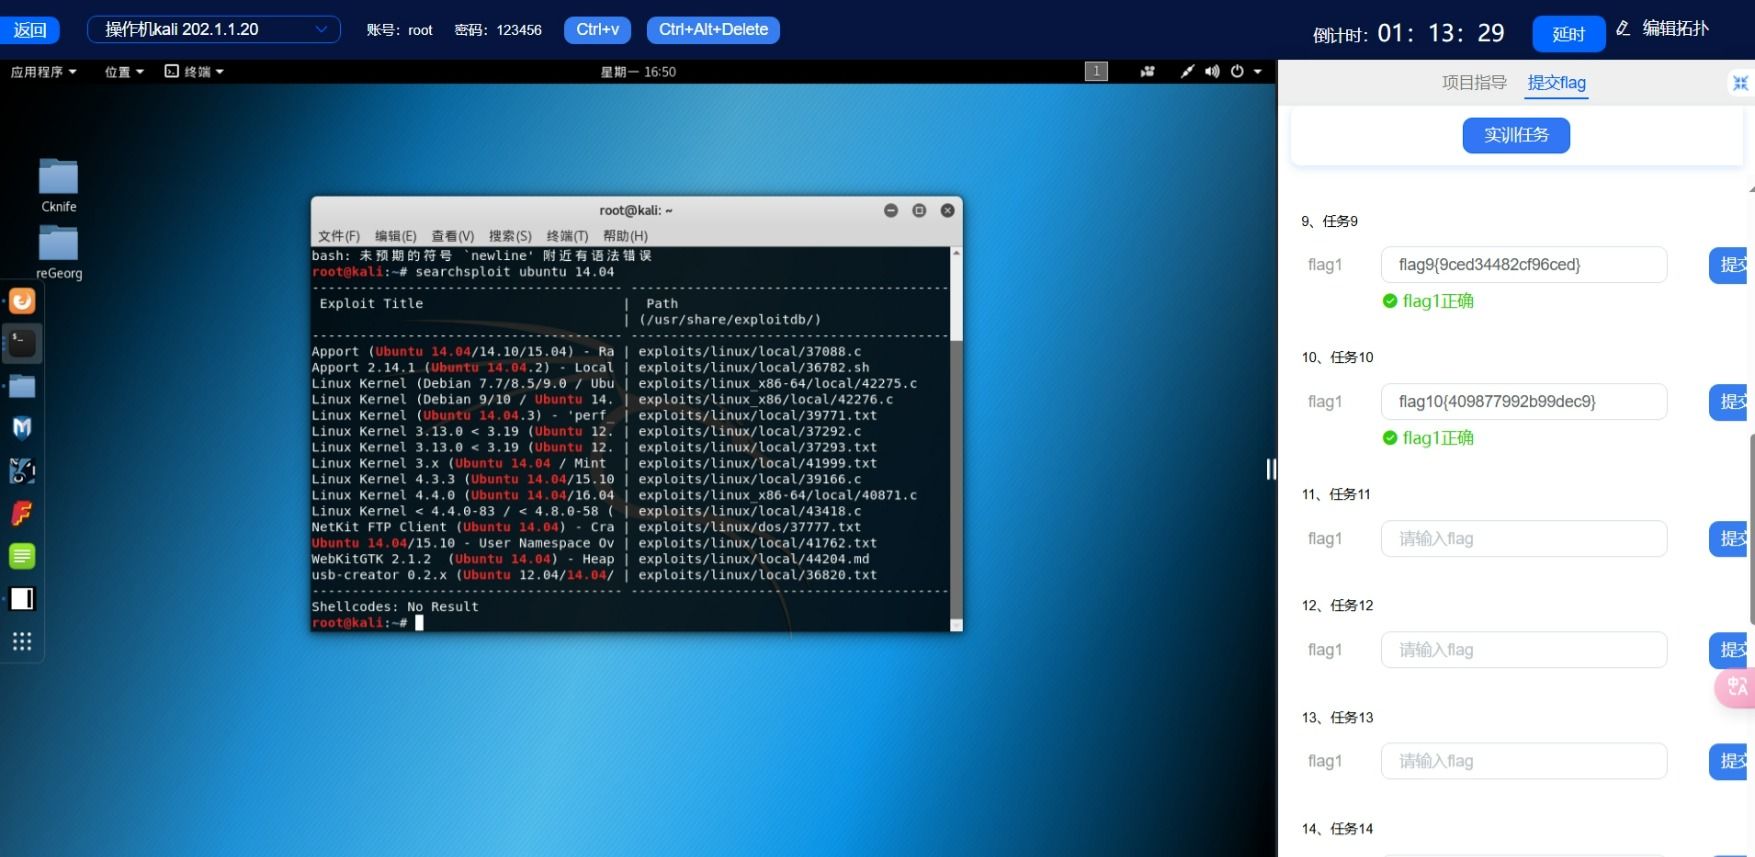 返回
操作机kali 202.1.1.20
账号：root
密码：123456
Ctrl+v
Ctrl+Alt+Delete
倒计时：01：13：29
延时
编辑拓扑
应用程序
位置
终端
星期一 16:50
1
项目指导
提交flag
实训任务
Cknife
reGeorg
root@kali: ~
文件(F) 编辑(E) 查看(V) 搜索(S) 终端(T) 帮助(H)
bash: 未预期的符号 `newline' 附近有语法错误
root@kali:~# searchsploit ubuntu 14.04
--------------------------------------- ----------------------------------------
Exploit Title | Path
| (/usr/share/exploitdb/)
--------------------------------------- ----------------------------------------
Apport (Ubuntu 14.04/14.10/15.04) - Ra | exploits/linux/local/37088.c
Apport 2.14.1 (Ubuntu 14.04.2) - Local | exploits/linux/local/36782.sh
Linux Kernel (Debian 7.7/8.5/9.0 / Ubu | exploits/linux_x86-64/local/42275.c
Linux Kernel (Debian 9/10 / Ubuntu 14. | exploits/linux_x86/local/42276.c
Linux Kernel (Ubuntu 14.04.3) - 'perf_ | exploits/linux/local/39771.txt
Linux Kernel 3.13.0 < 3.19 (Ubuntu 12. | exploits/linux/local/37292.c
Linux Kernel 3.13.0 < 3.19 (Ubuntu 12. | exploits/linux/local/37293.txt
Linux Kernel 3.x (Ubuntu 14.04 / Mint | exploits/linux/local/41999.txt
Linux Kernel 4.3.3 (Ubuntu 14.04/15.10 | exploits/linux/local/39166.c
Linux Kernel 4.4.0 (Ubuntu 14.04/16.04 | exploits/linux_x86-64/local/40871.c
Linux Kernel < 4.4.0-83 / < 4.8.0-58 ( | exploits/linux/local/43418.c
NetKit FTP Client (Ubuntu 14.04) - Cra | exploits/linux/dos/37777.txt
Ubuntu 14.04/15.10 - User Namespace Ov | exploits/linux/local/41762.txt
WebKitGTK 2.1.2 (Ubuntu 14.04) - Heap | exploits/linux/local/44204.md
usb-creator 0.2.x (Ubuntu 12.04/14.04/ | exploits/linux/local/36820.txt
--------------------------------------- ----------------------------------------
Shellcodes: No Result
root@kali:~#
9、任务9
flag1
flag9{9ced34482cf96ced}
提交
flag1正确
10、任务10
flag1
flag10{409877992b99dec9}
提交
flag1正确
11、任务11
flag1
请输入flag
提交
12、任务12
flag1
请输入flag
提交
13、任务13
flag1
请输入flag
提交
14、任务14